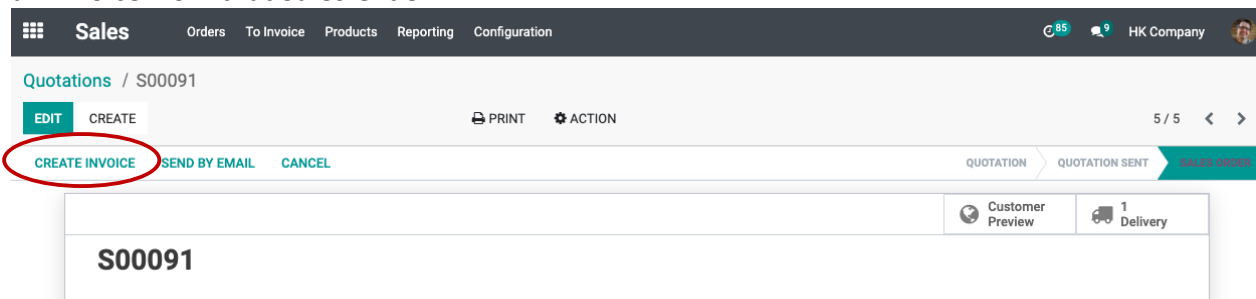 Sales Orders To Invoice Products Reporting Configuration 85 9 HK Company
Quotations / S00091
EDIT CREATE PRINT ACTION 5 / 5
CREATE INVOICE SEND BY EMAIL CANCEL QUOTATION QUOTATION SENT SALES ORDER
Customer Preview 1 Delivery
S00091